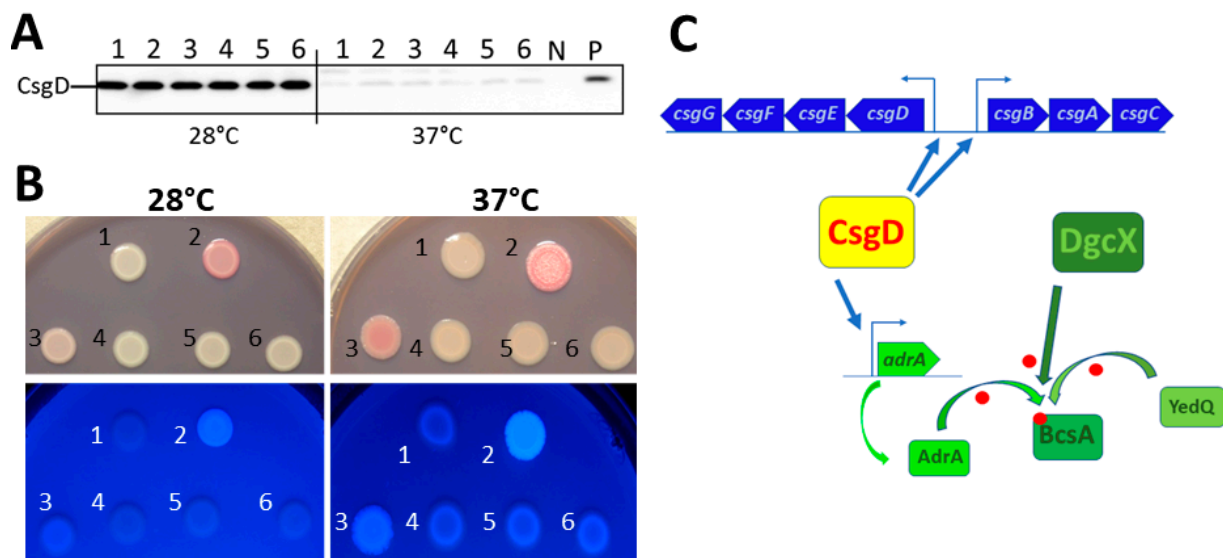 A
1 2 3 4 5 6 1 2 3 4 5 6 N P
CsgD
28°C 37°C
B
28°C 37°C
1 2 1 2
3 4 5 6 3 4 5 6
1 2 1 2
3 4 5 6 3 4 5 6
C
csgG csgF csgE csgD csgB csgA csgC
CsgD DgcX
adrA
YedQ
AdrA BcsA